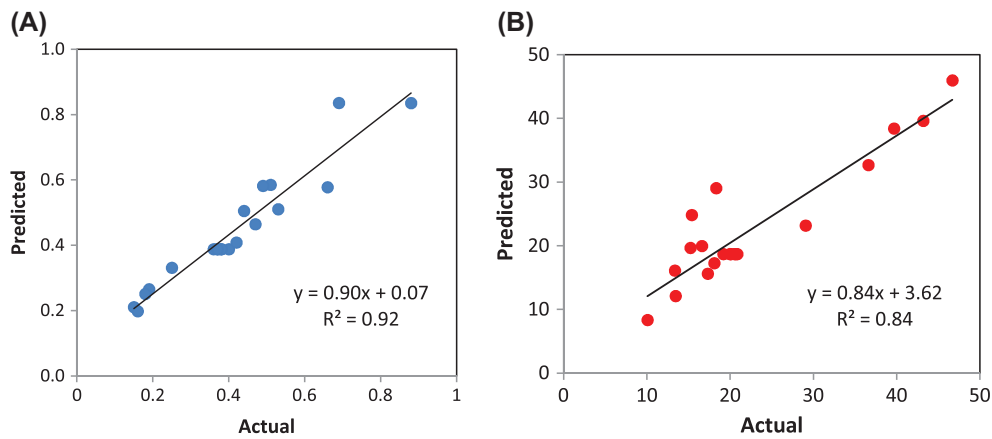 (A)
1.0
0.8
0.6
0.4
0.2
0.0
Predicted
y = 0.90x + 0.07
R² = 0.92
0 0.2 0.4 0.6 0.8 1
Actual
(B)
50
40
30
20
10
0
Predicted
y = 0.84x + 3.62
R² = 0.84
0 10 20 30 40 50
Actual